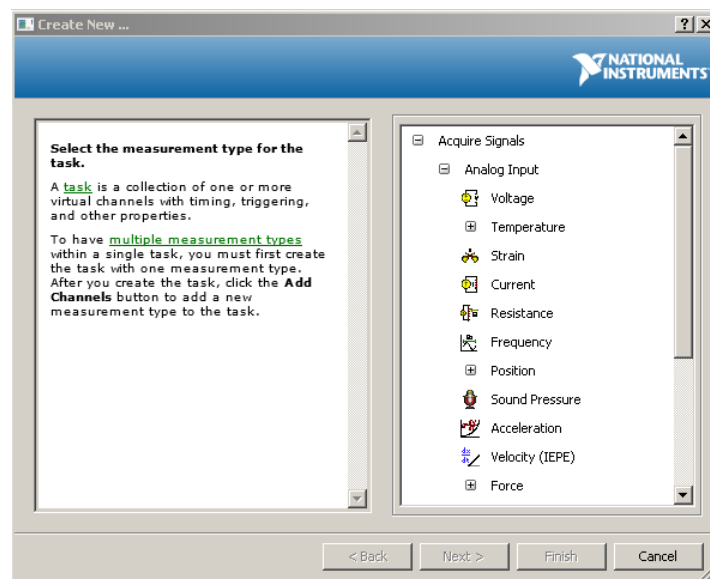 Create New ...
NATIONAL
INSTRUMENTS
Select the measurement type for the
task.
A task is a collection of one or more
virtual channels with timing, triggering,
and other properties.
To have multiple measurement types
within a single task, you must first create
the task with one measurement type.
After you create the task, click the Add
Channels button to add a new
measurement type to the task.
Acquire Signals
Analog Input
Voltage
Temperature
Strain
Current
Resistance
Frequency
Position
Sound Pressure
Acceleration
Velocity (IEPE)
Force
< Back
Next >
Finish
Cancel